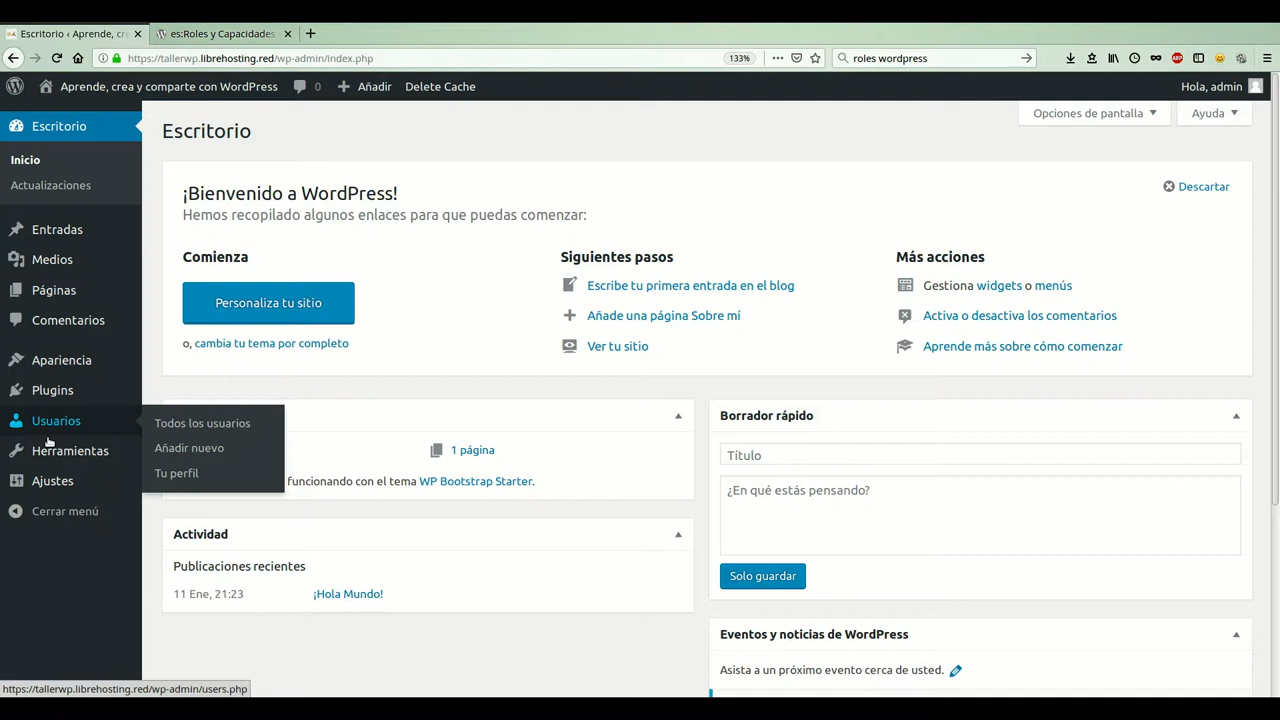 Escritorio ‹ Aprende, cre
es:Roles y Capacidades
https://tallerwp.librehosting.red/wp-admin/index.php
133%
roles wordpress
Aprende, crea y comparte con WordPress
0
Añadir
Delete Cache
Hola, admin
Escritorio
Inicio
Actualizaciones
Entradas
Medios
Páginas
Comentarios
Apariencia
Plugins
Usuarios
Herramientas
Ajustes
Cerrar menú
Todos los usuarios
Añadir nuevo
Tu perfil
Opciones de pantalla
Ayuda
Escritorio
¡Bienvenido a WordPress!
Hemos recopilado algunos enlaces para que puedas comenzar:
Descartar
Comienza
Personaliza tu sitio
o, cambia tu tema por completo
Siguientes pasos
Escribe tu primera entrada en el blog
Añade una página Sobre mí
Ver tu sitio
Más acciones
Gestiona widgets o menús
Activa o desactiva los comentarios
Aprende más sobre cómo comenzar
1 página
funcionando con el tema WP Bootstrap Starter.
Actividad
Publicaciones recientes
11 Ene, 21:23 ¡Hola Mundo!
Borrador rápido
Título
¿En qué estás pensando?
Solo guardar
Eventos y noticias de WordPress
Asista a un próximo evento cerca de usted.
https://tallerwp.librehosting.red/wp-admin/users.php